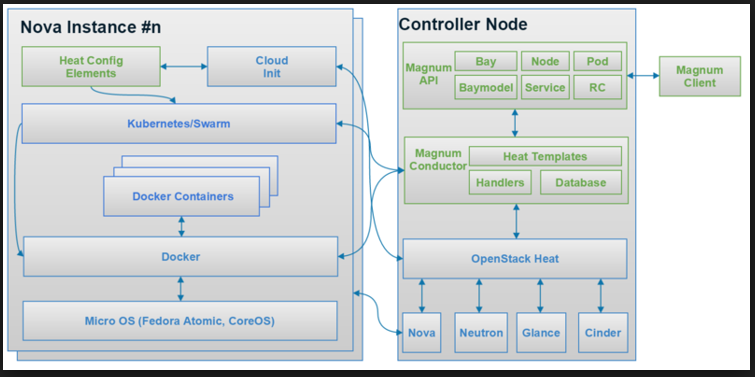 Nova Instance #n
Heat Config
Elements
Cloud
Init
Kubernetes/Swarm
Docker Containers
Docker
Micro OS (Fedora Atomic, CoreOS)
Controller Node
Magnum
API
Bay
Node
Pod
Baymodel
Service
RC
Magnum
Client
Magnum
Conductor
Heat Templates
Handlers
Database
OpenStack Heat
Nova
Neutron
Glance
Cinder